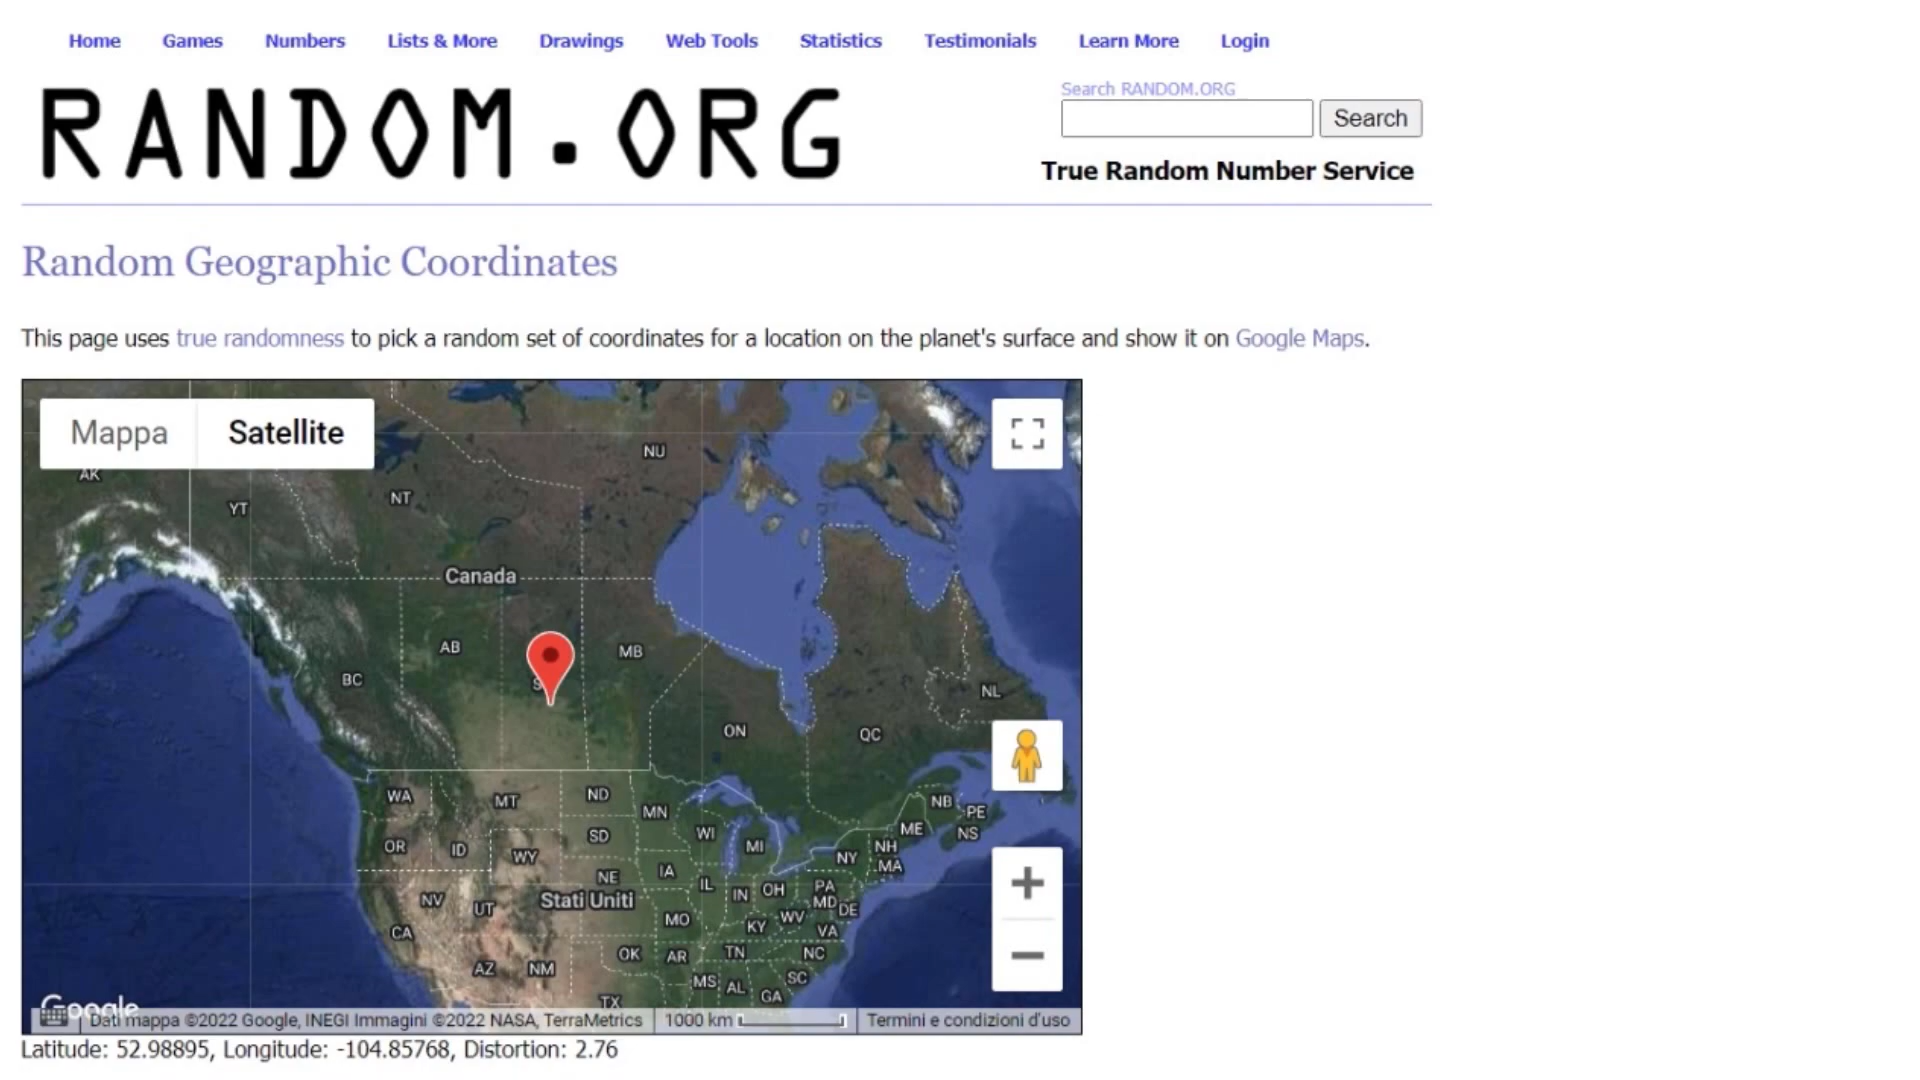 Home Games Numbers Lists & More Drawings Web Tools Statistics Testimonials Learn More Login
RANDOM.ORG
Search RANDOM.ORG
Search
True Random Number Service
Random Geographic Coordinates
This page uses true randomness to pick a random set of coordinates for a location on the planet's surface and show it on Google Maps.
Mappa Satellite
AK
NU
NT
YT
Canada
AB
MB
BC
S
NL
ON
QC
WA
MT
ND
MN
NB
PE
WI
ME
NS
SD
OR
ID
WY
MI
NY
NH
MA
IA
NE
IL
IN
OH
PA
NV
UT
Stati Uniti
MD
DE
MO
KY
WV
VA
CA
OK
AR
TN
NC
AZ
NM
MS
AL
SC
GA
TX
Google
Dati mappa ©2022 Google, INEGI Immagini ©2022 NASA, TerraMetrics 1000 km Termini e condizioni d'uso
Latitude: 52.98895, Longitude: -104.85768, Distortion: 2.76